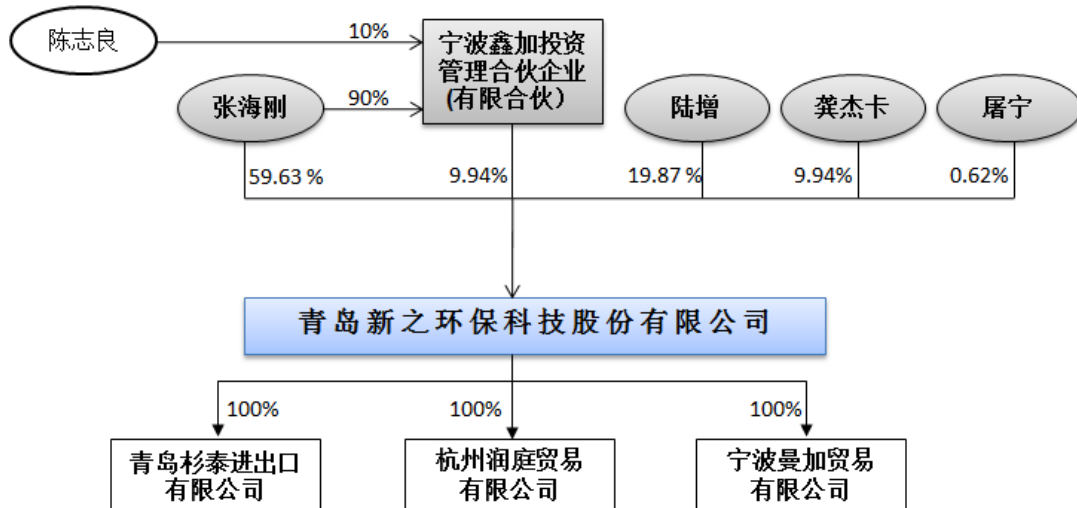 陈志良
10%
宁波鑫加投资
管理合伙企业
(有限合伙）
张海刚
90%
陆增
龚杰卡
屠宁
59.63 %
9.94%
19.87 %
9.94%
0.62%
青岛新之环保科技股份有限公司
100%
100%
100%
青岛杉泰进出口
有限公司
杭州润庭贸易
有限公司
宁波曼加贸易
有限公司